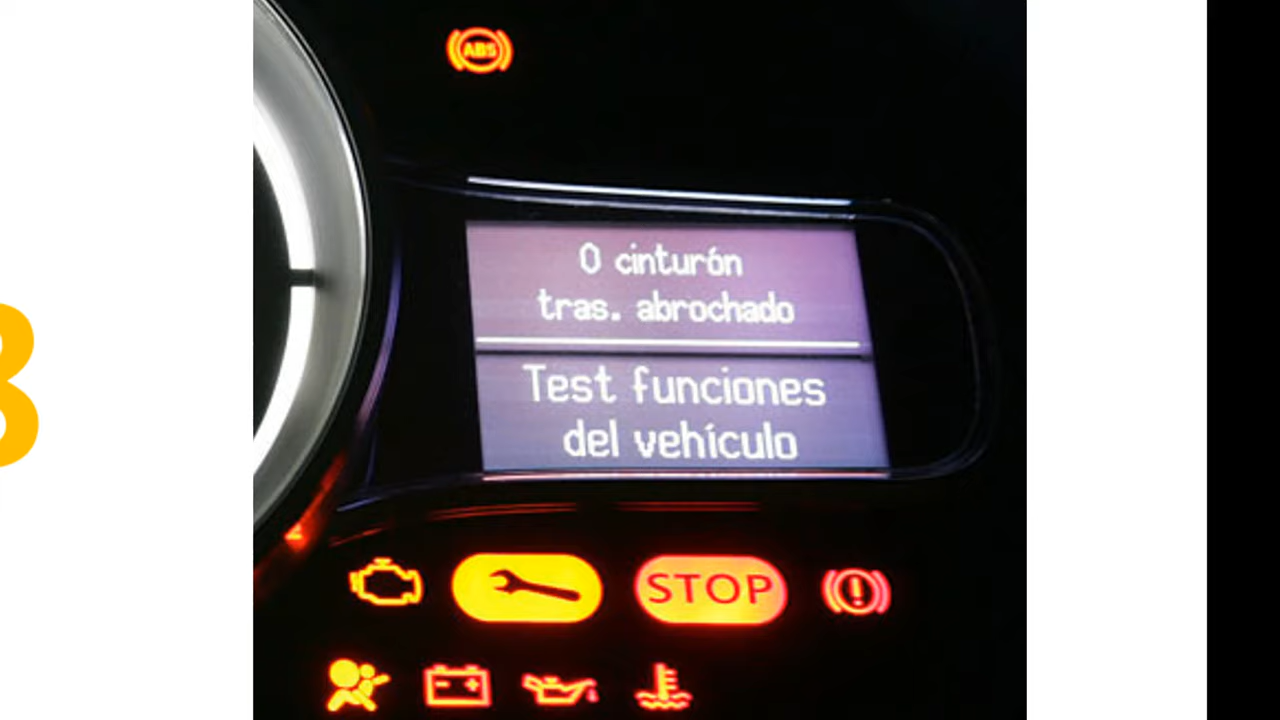 ABS
0 cinturón
tras. abrochado
Test funciones
del vehículo
STOP